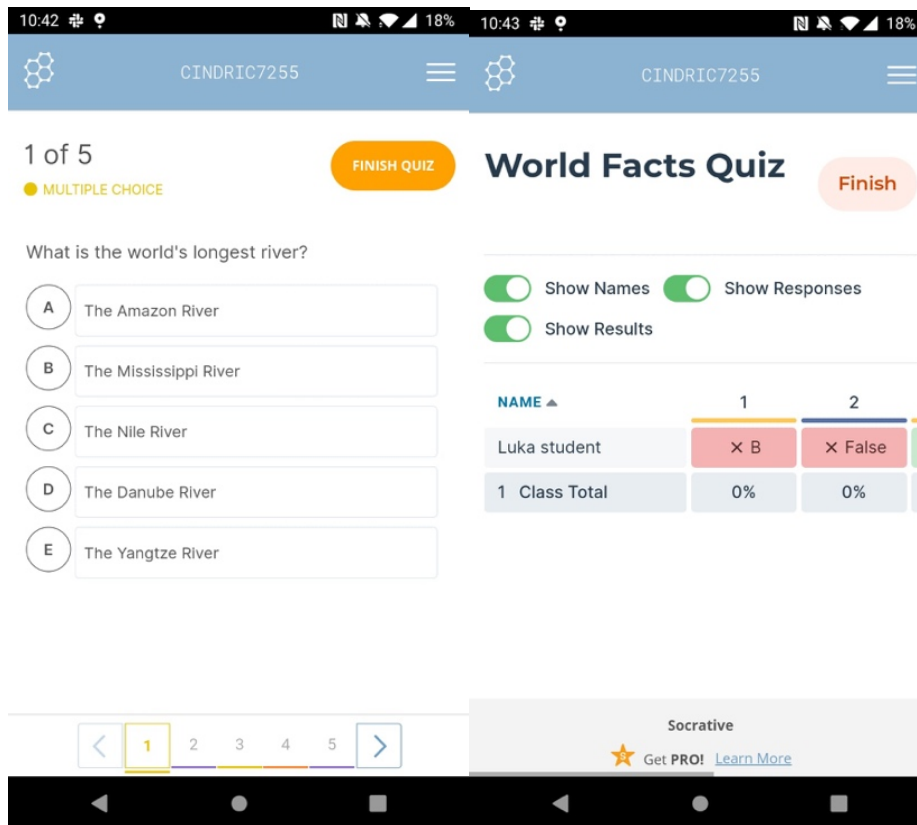 10:42 18%
CINDRIC7255
1 of 5
FINISH QUIZ
MULTIPLE CHOICE
What is the world's longest river?
A The Amazon River
B The Mississippi River
C The Nile River
D The Danube River
E The Yangtze River
1 2 3 4 5
10:43 18%
CINDRIC7255
World Facts Quiz
Finish
Show Names Show Responses
Show Results
NAME 1 2
Luka student × B × False
1 Class Total 0% 0%
Socrative
S Get PRO! Learn More